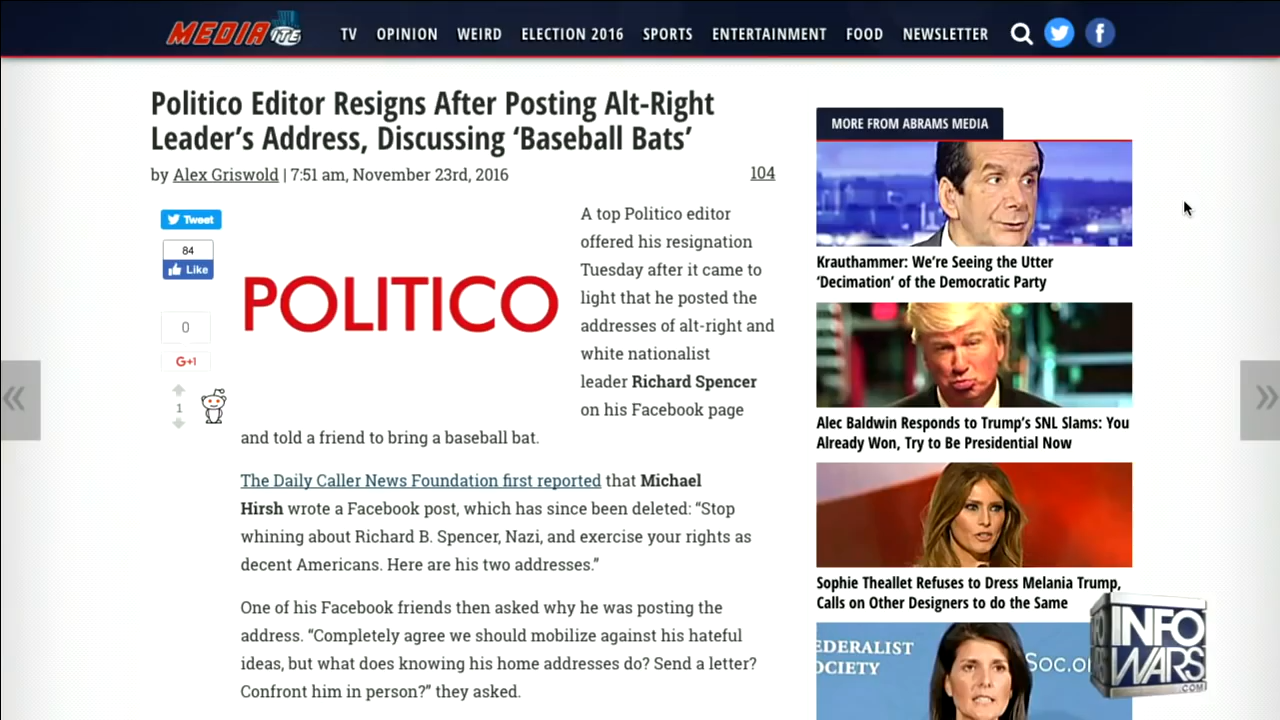 MEDIAITE
TV OPINION WEIRD ELECTION 2016 SPORTS ENTERTAINMENT FOOD NEWSLETTER
f
Politico Editor Resigns After Posting Alt-Right
Leader's Address, Discussing 'Baseball Bats'
by Alex Griswold | 7:51 am, November 23rd, 2016
104
Tweet
84
Like
0
G+1
1
POLITICO
A top Politico editor
offered his resignation
Tuesday after it came to
light that he posted the
addresses of alt-right and
white nationalist
leader Richard Spencer
on his Facebook page
and told a friend to bring a baseball bat.
The Daily Caller News Foundation first reported that Michael
Hirsh wrote a Facebook post, which has since been deleted: “Stop
whining about Richard B. Spencer, Nazi, and exercise your rights as
decent Americans. Here are his two addresses.”
One of his Facebook friends then asked why he was posting the
address. “Completely agree we should mobilize against his hateful
ideas, but what does knowing his home addresses do? Send a letter?
Confront him in person?” they asked.
MORE FROM ABRAMS MEDIA
Krauthammer: We're Seeing the Utter
'Decimation' of the Democratic Party
Alec Baldwin Responds to Trump's SNL Slams: You
Already Won, Try to Be Presidential Now
Sophie Theallet Refuses to Dress Melania Trump,
Calls on Other Designers to do the Same
EDERALIST
OCIETY
Soc.or
INFO
WARS
.COM